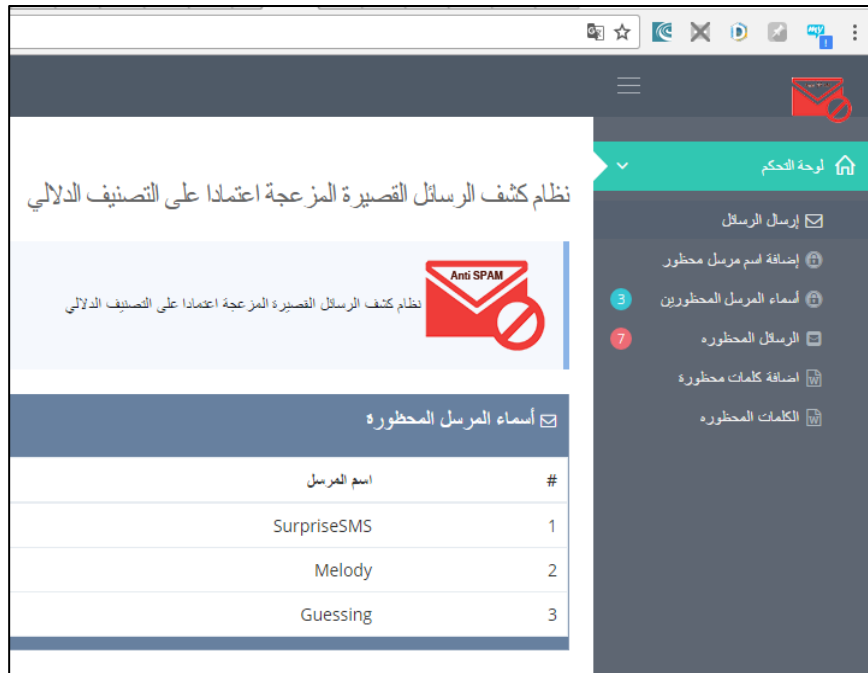 لوحة التحكم
إرسال الرسائل
إضافة اسم مرسل محظور
أسماء المرسل المحظورين 3
الرسائل المحظوره 7
اضافة كلمات محظورة
الكلمات المحظوره
نظام كشف الرسائل القصيرة المزعجة اعتمادا على التصنيف الدلالي
Anti SPAM
نظام كشف الرسائل القصيرة المزعجة اعتمادا على التصنيف الدلالي
أسماء المرسل المحظورة
# اسم المرسل
1 SurpriseSMS
2 Melody
3 Guessing